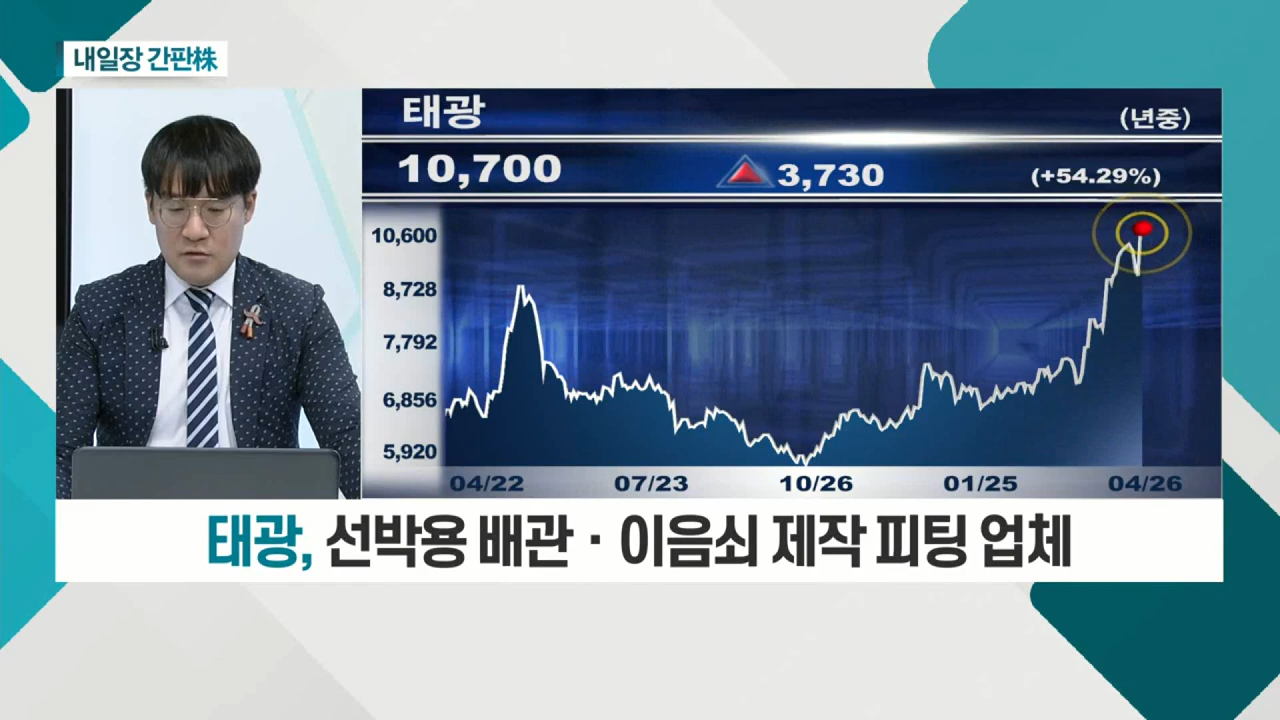 내일장 간판株
태광
(년중)
10,700 ▲ 3,730 (+54.29%)
10,600
8,728
7,792
6,856
5,920
04/22 07/23 10/26 01/25 04/26
태광, 선박용 배관 · 이음쇠 제작 피팅 업체